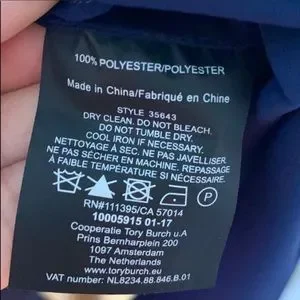 100% POLYESTER/POLYESTER
Made in China/Fabriqué en Chine
STYLE 35643
DRY CLEAN. DO NOT BLEACH.
DO NOT TUMBLE DRY.
COOL IRON IF NECESSARY.
NETTOYAGE À SEC. NE PAS JAVELLISER.
NE PAS SÉCHER EN MACHINE. REPASSAGE
À FAIBLE TEMPÉRATURE SI NÉCESSAIRE.
P
RN#111395/CA 57014
10005915 01-17
Cooperatie Tory Burch u.A
Prins Bernharplein 200
1097 Amsterdam
The Netherlands
www.toryburch.com
VAT number: NL8234.88.846.B.01